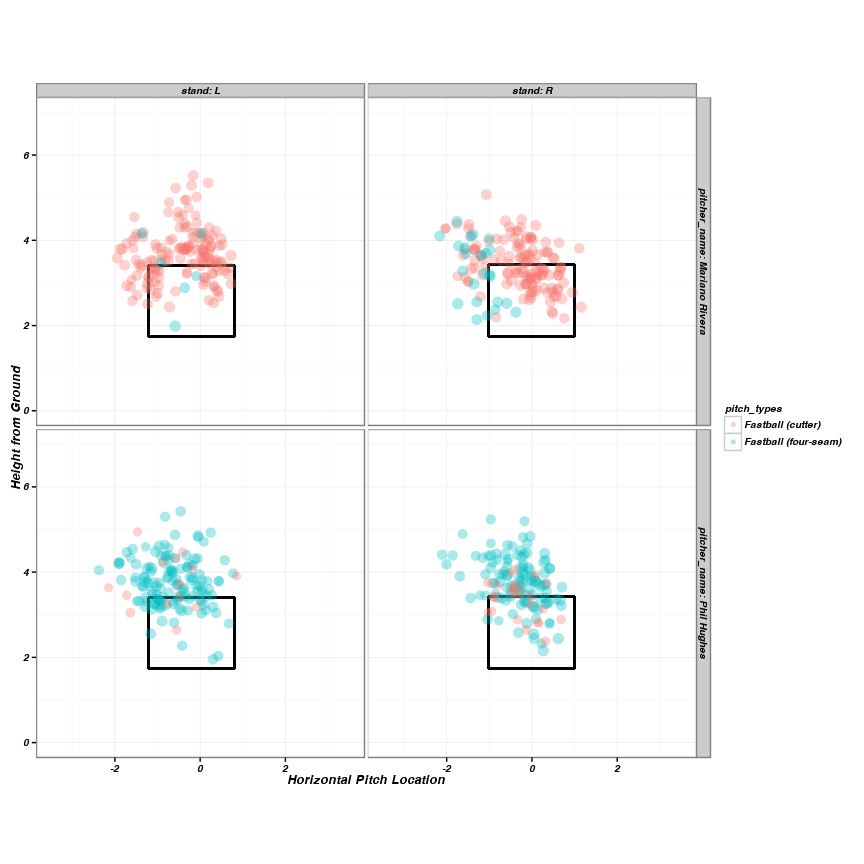 stand: L
stand: R
6
4
2
0
pitcher_name: Mariano Rivera
6
4
2
0
pitcher_name: Phil Hughes
-2
0
2
-2
0
2
Horizontal Pitch Location
Height from Ground
pitch_types
Fastball (cutter)
Fastball (four-seam)